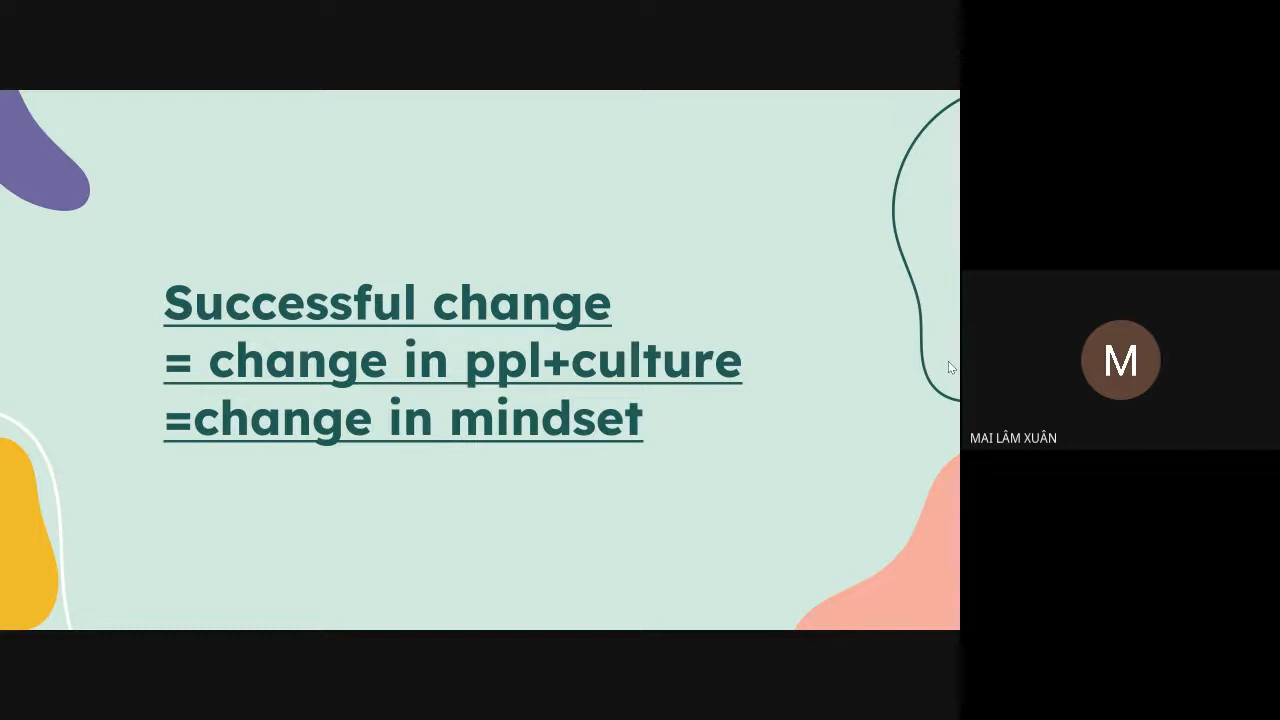 Successful change
= change in ppl+culture
=change in mindset
M
MAI LÂM XUÂN